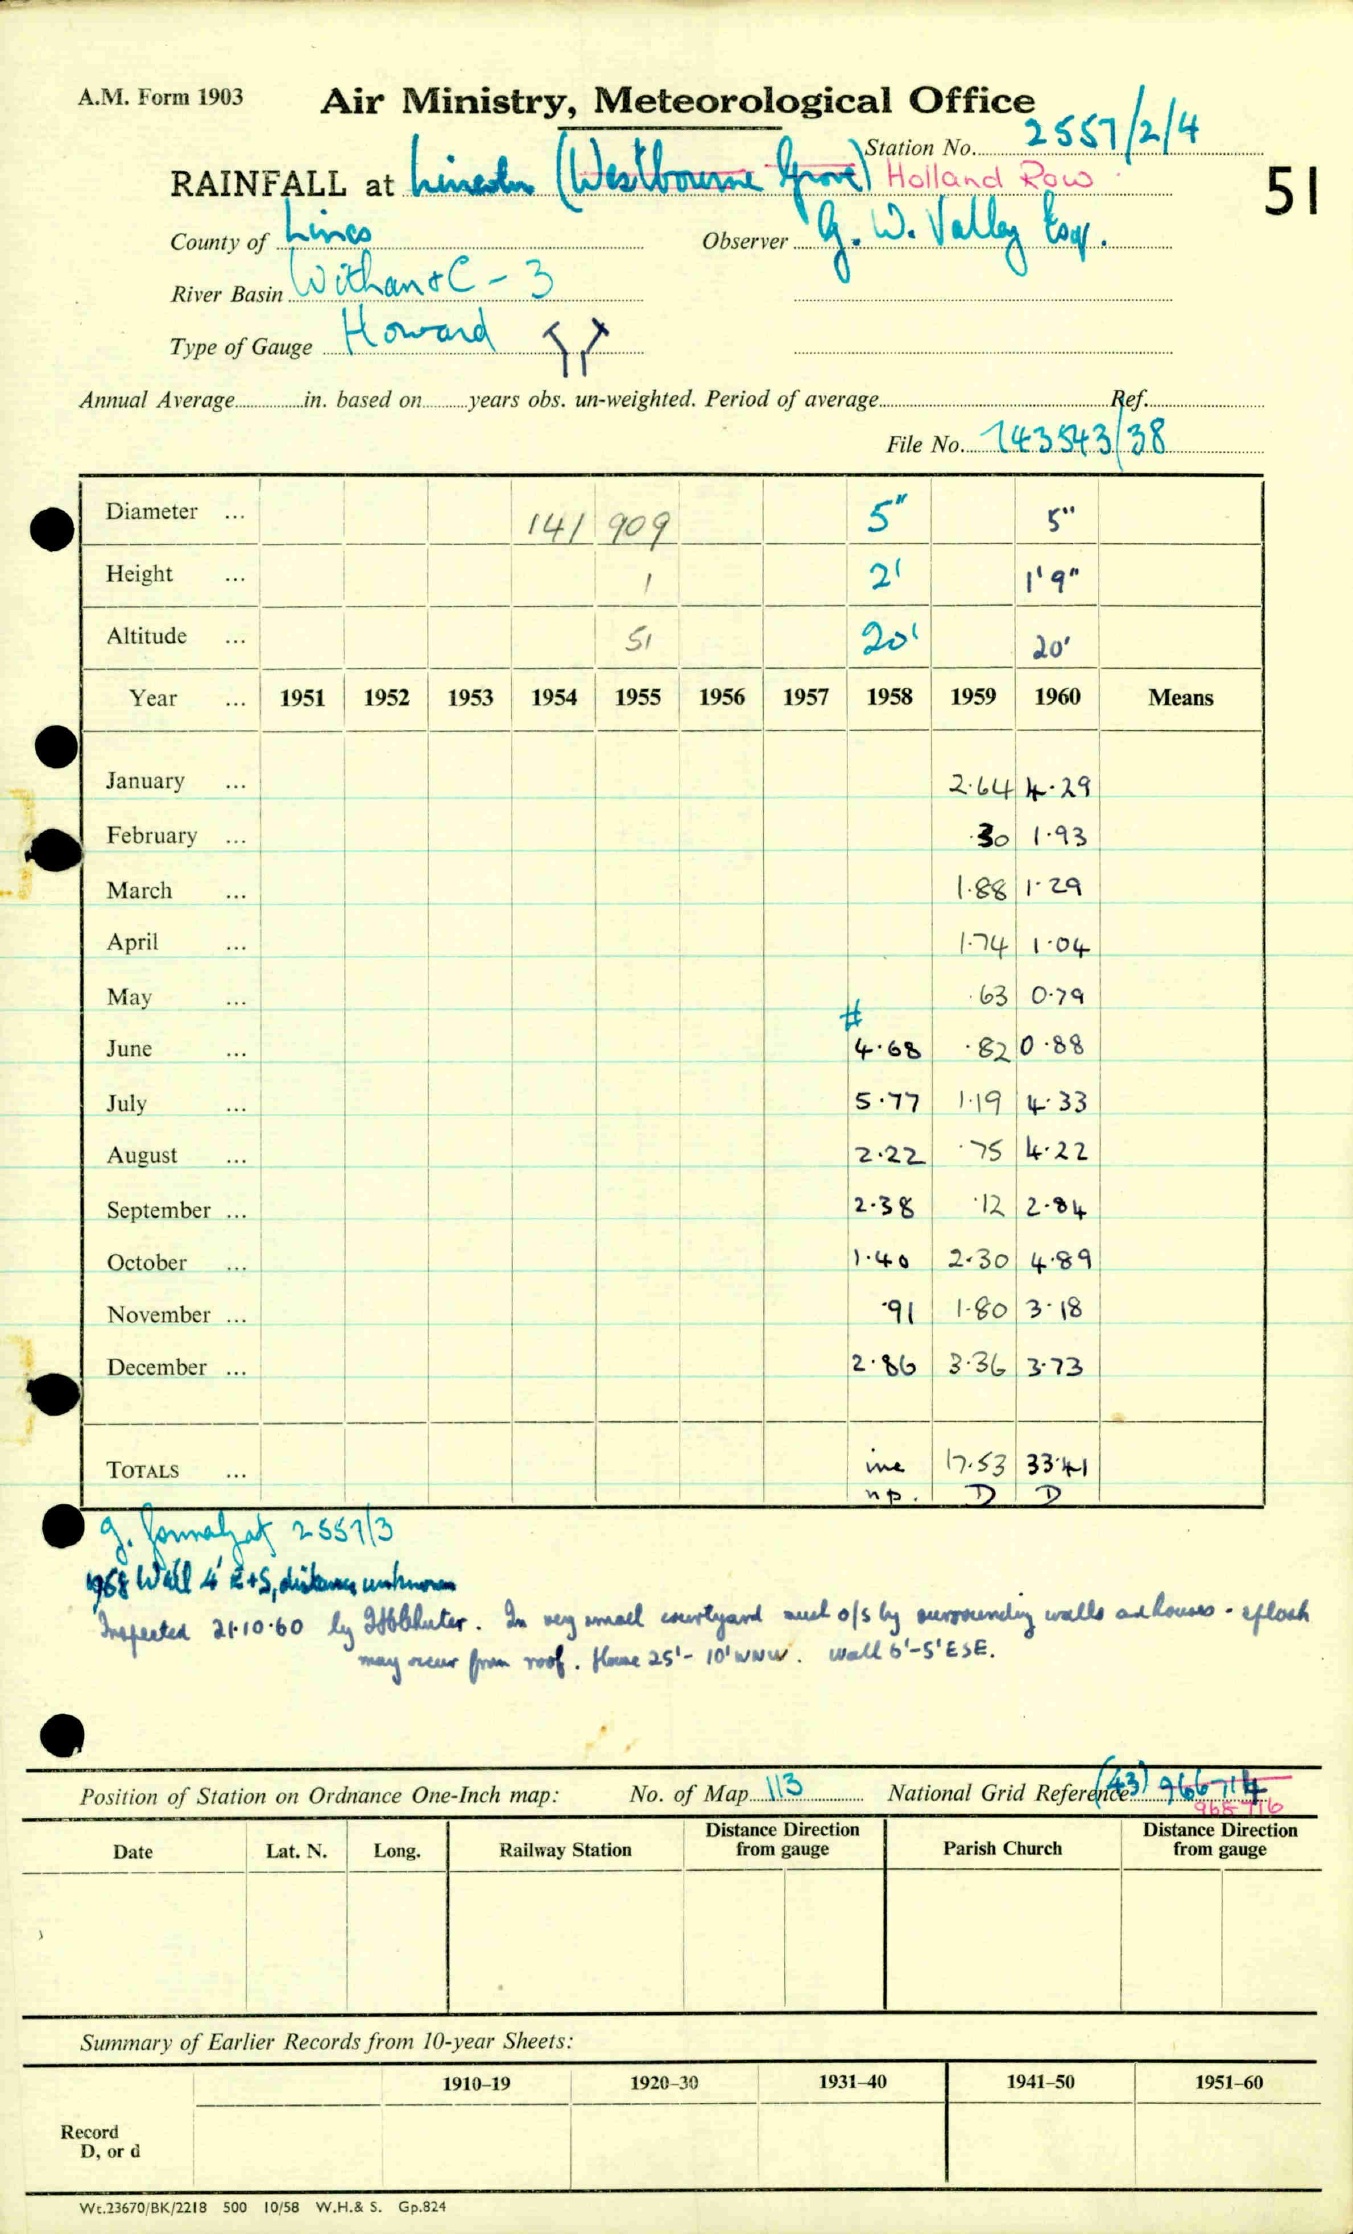 A.M. Form 1903
Air Ministry, Meteorological Office
Station No. 2557/2/4
RAINFALL at Lincoln (Westbourne Grove) Holland Row
51
County of Lincs
Observer G. W. Valley Esq.
River Basin Witham & C - 3
Type of Gauge Howard
Annual Average in. based on years obs. un-weighted. Period of average Ref.
File No. 743543/38
Diameter ... 141 909 5" 5"
Height ... 1 2' 1'9"
Altitude ... 51 20' 20'
Year ... 1951 1952 1953 1954 1955 1956 1957 1958 1959 1960 Means
January ... 2.64 4.29
February ... .30 1.93
March ... 1.88 1.29
April ... 1.74 1.04
May ... .63 0.79
#
June ... 4.68 .82 0.88
July ... 5.77 1.19 4.33
August ... 2.22 .75 4.22
September ... 2.38 .12 2.84
October ... 1.40 2.30 4.89
November ... .91 1.80 3.18
December ... 2.86 3.36 3.73
TOTALS ... inc 17.53 33.41
np. D D
g. formerly at 2557/3
1958 Wall 4' E+S, distance unknown
Inspected 21.10.60 by In very small courtyard and o/s by surrounding walls and houses - splash
may occur from roof. House 25' - 10' WNW. Wall 6' - 5' ESE.
Position of Station on Ordnance One-Inch map: No. of Map 113 National Grid Reference (43) 966714
968716
Date Lat. N. Long. Railway Station Distance Direction from gauge Parish Church Distance Direction from gauge
Summary of Earlier Records from 10-year Sheets:
1910–19 1920–30 1931–40 1941–50 1951–60
Record
D, or d
Wt.23670/BK/2218 500 10/58 W.H.& S. Gp.824